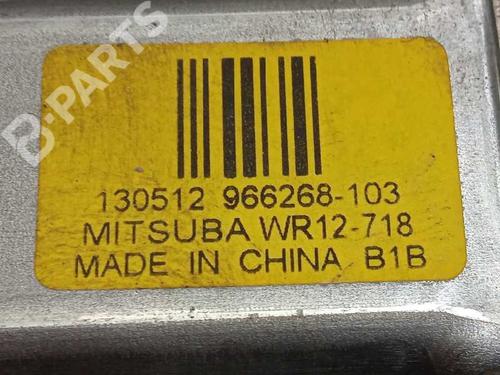 B-PARTS
130512 966268-103
MITSUBA WR12-718
MADE IN CHINA B1B